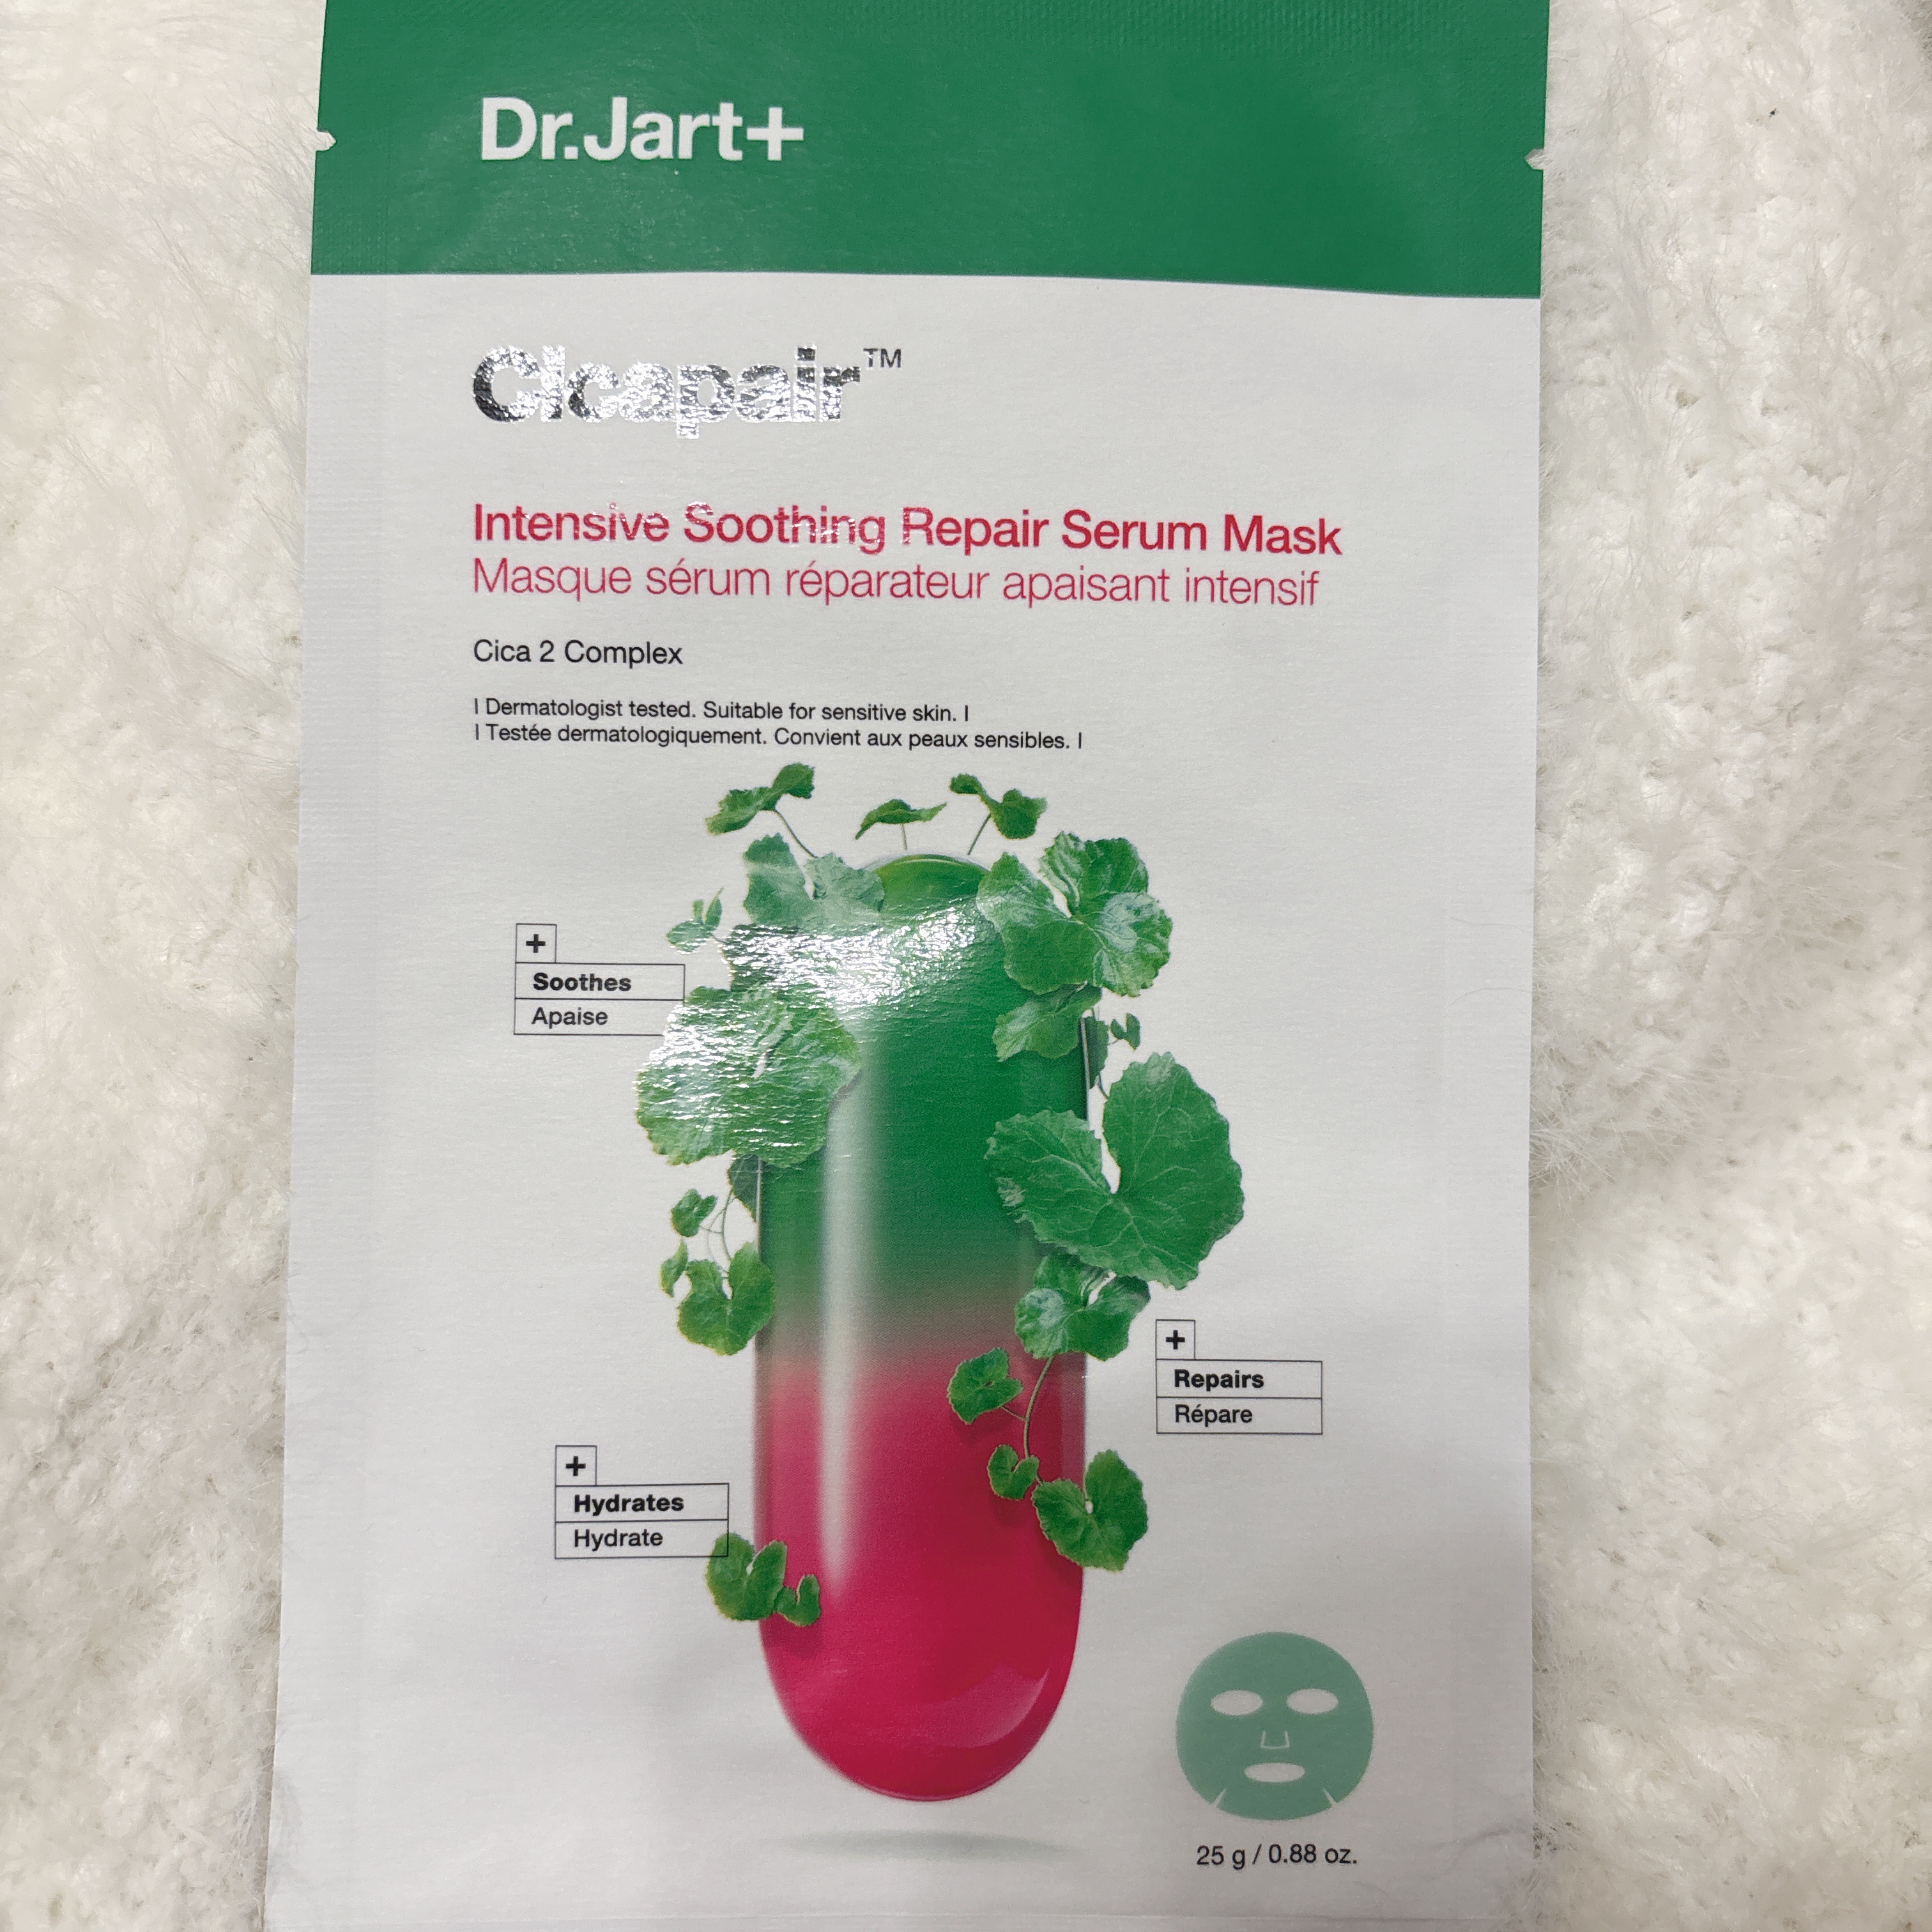 Dr.Jart+
Cicapair™
Intensive Soothing Repair Serum Mask
Masque sérum réparateur apaisant intensif
Cica 2 Complex
| Dermatologist tested. Suitable for sensitive skin. |
| Testée dermatologiquement. Convient aux peaux sensibles. |
+
Soothes
Apaise
+
Repairs
Répare
+
Hydrates
Hydrate
25 g / 0.88 oz.